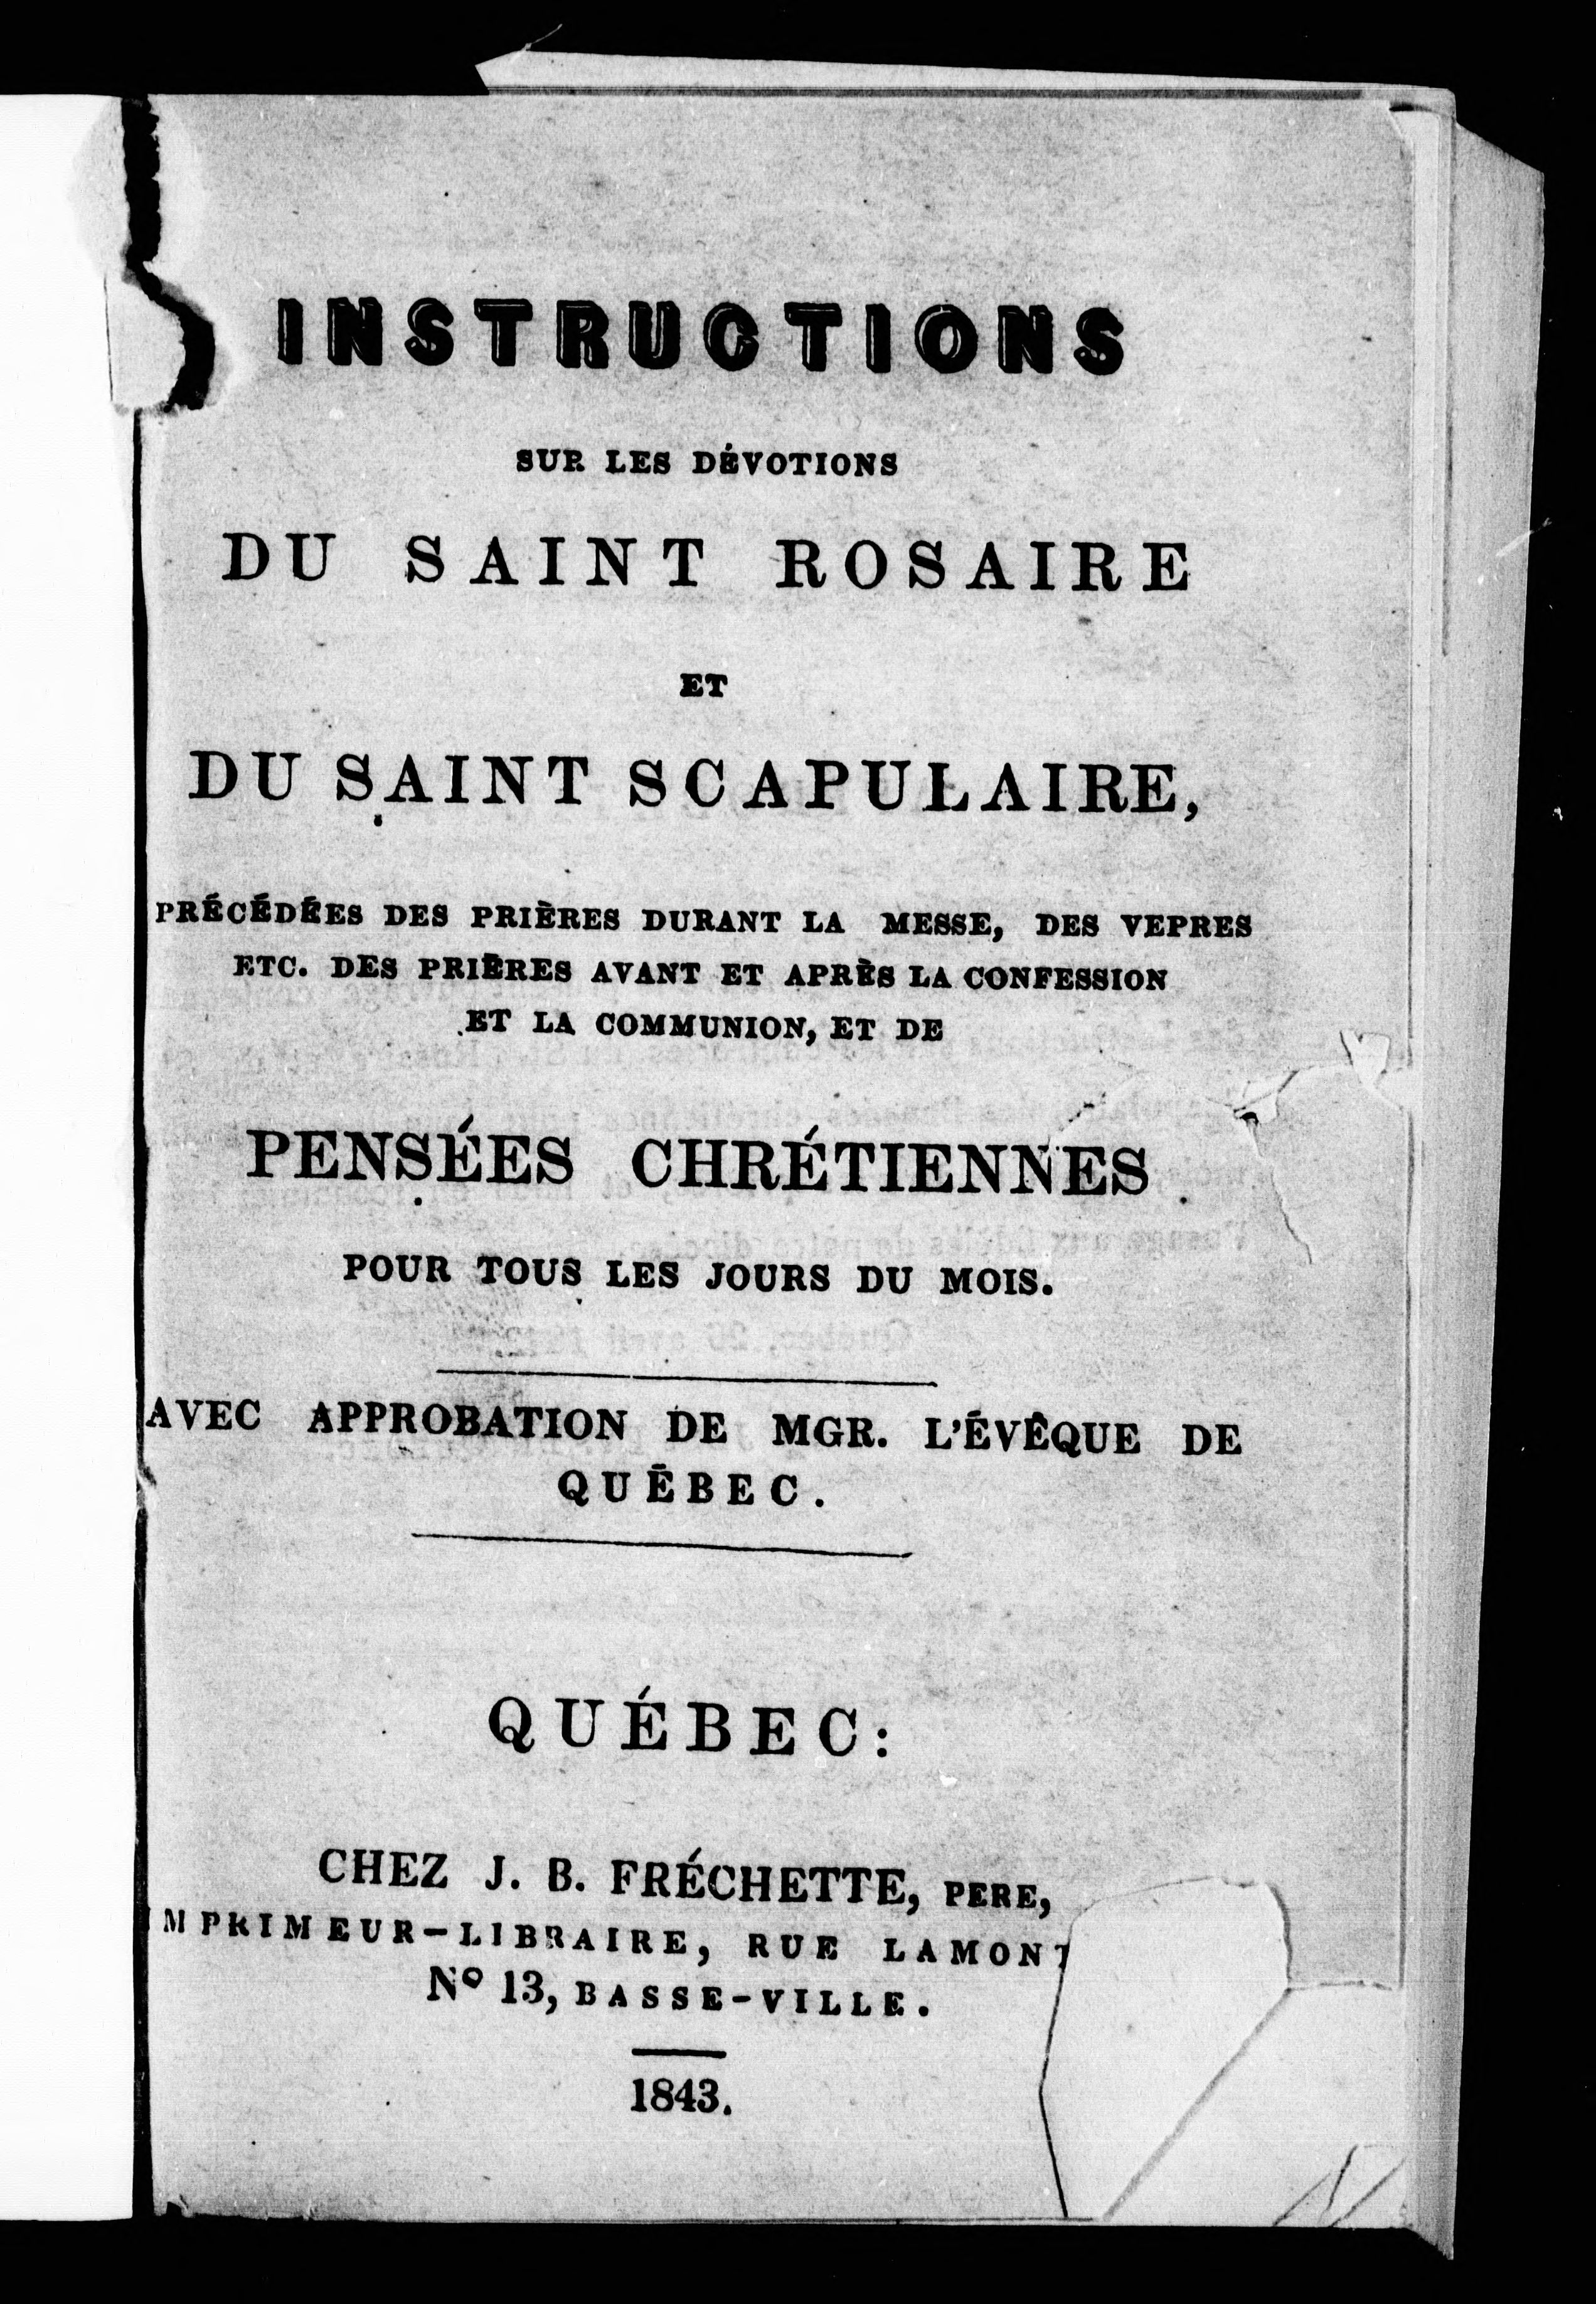 INSTRUCTIONS
SUR LES DÉVOTIONS
DU SAINT ROSAIRE
ET
DU SAINT SCAPULAIRE,
PRÉCÉDÉES DES PRIÈRES DURANT LA MESSE, DES VEPRES
ETC. DES PRIÈRES AVANT ET APRÈS LA CONFESSION
ET LA COMMUNION, ET DE
PENSÉES CHRÉTIENNES
POUR TOUS LES JOURS DU MOIS.
AVEC APPROBATION DE MGR. L'ÉVÊQUE DE
QUÉBEC.
QUÉBEC:
CHEZ J. B. FRÉCHETTE, PERE,
IMPRIMEUR-LIBRAIRE, RUE LAMONT
Nº 13, BASSE-VILLE.
1843.